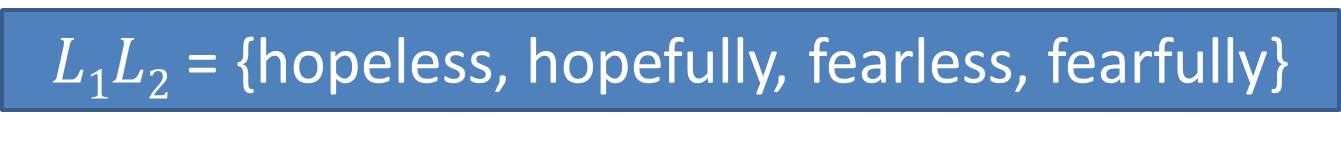 L₁L₂ = {hopeless, hopefully, fearless, fearfully}